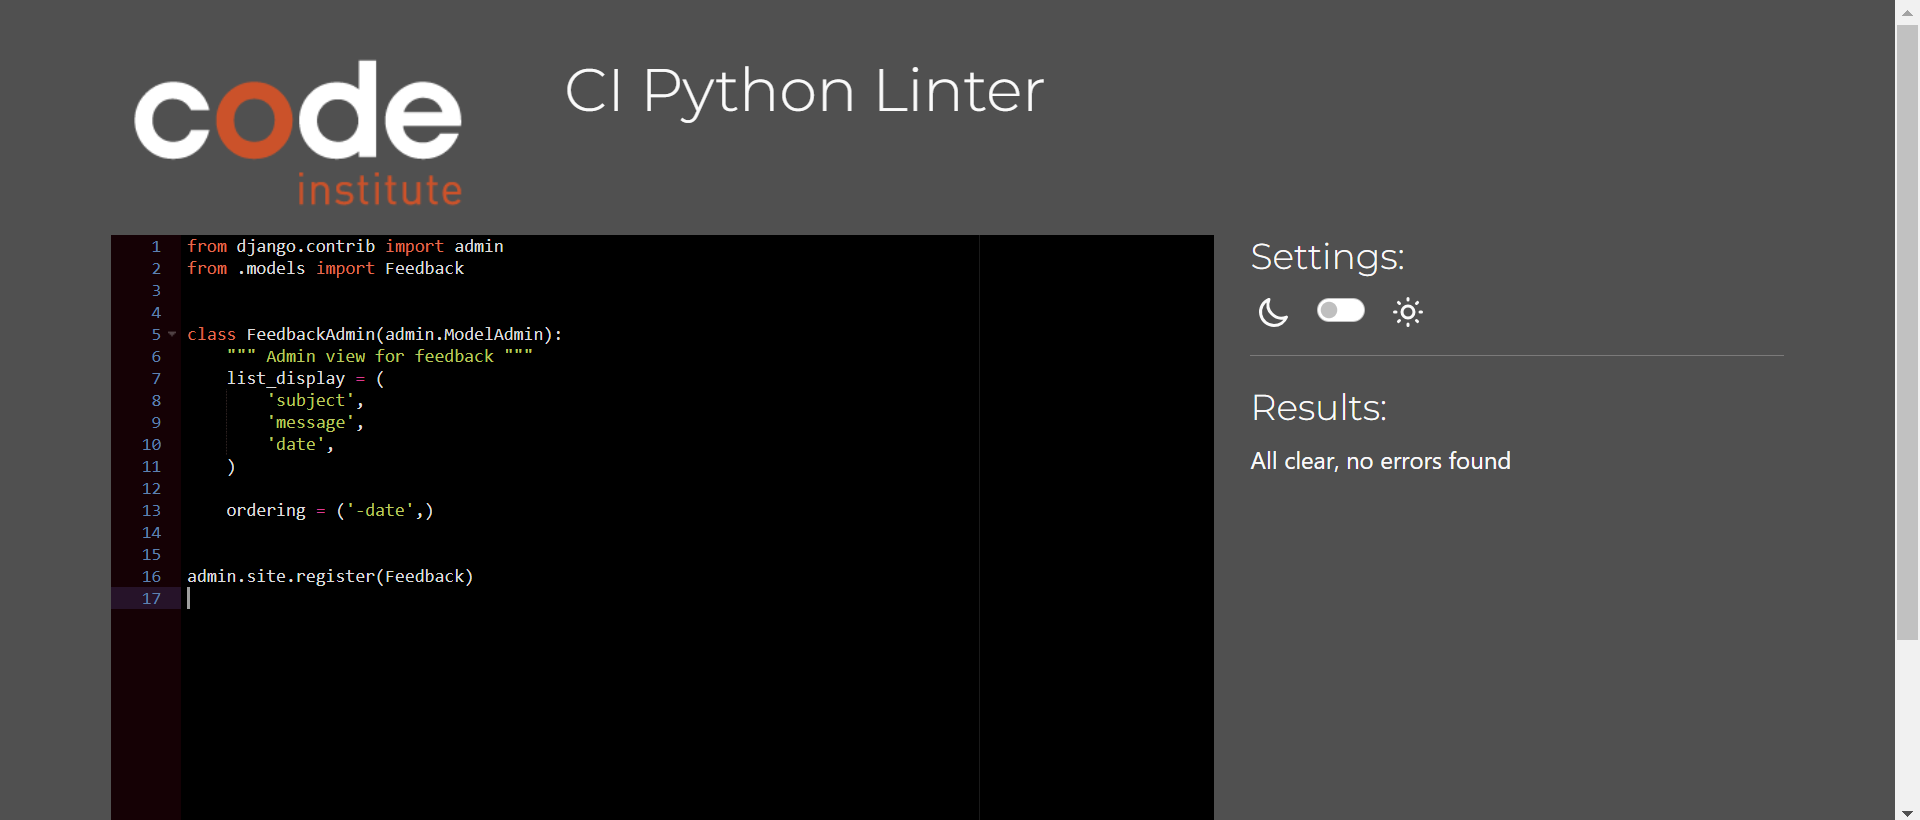 code
institute
CI Python Linter
1 from django.contrib import admin
2 from .models import Feedback
3
4
5 class FeedbackAdmin(admin.ModelAdmin):
6     """ Admin view for feedback """
7     list_display = (
8         'subject',
9         'message',
10         'date',
11     )
12
13     ordering = ('-date',)
14
15
16 admin.site.register(Feedback)
17
Settings:
Results:
All clear, no errors found